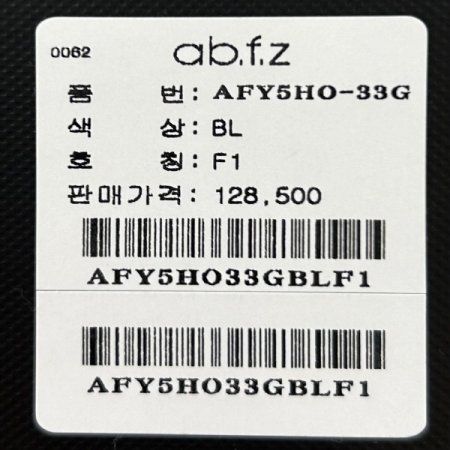 0062 ab.f.z
품 번: AFY5HO-33G
색 상: BL
호 칭: F1
판매가격: 128,500
AFY5HO33GBLF1
AFY5HO33GBLF1